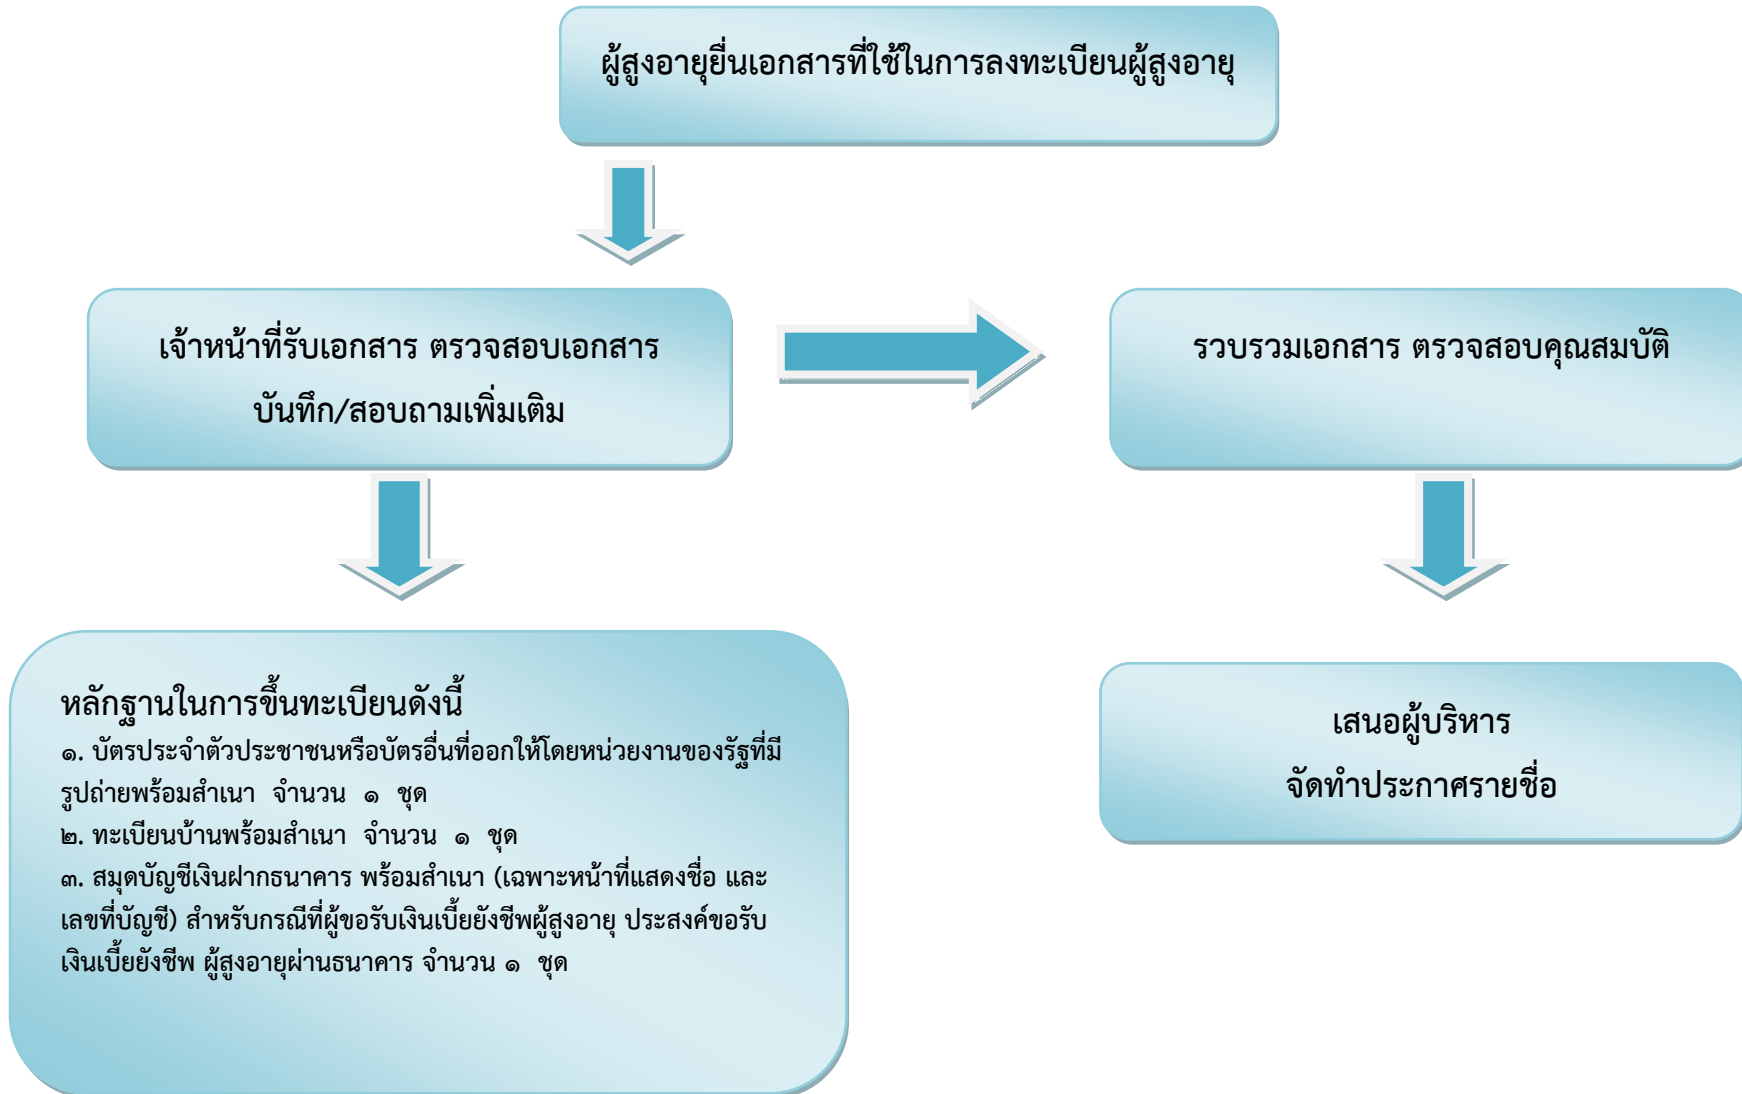 ผู้สูงอายุยื่นเอกสารที่ใช้ในการลงทะเบียนผู้สูงอายุ
เจ้าหน้าที่รับเอกสาร ตรวจสอบเอกสาร
บันทึก/สอบถามเพิ่มเติม
รวบรวมเอกสาร ตรวจสอบคุณสมบัติ
หลักฐานในการขึ้นทะเบียนดังนี้
๑. บัตรประจำตัวประชาชนหรือบัตรอื่นที่ออกให้โดยหน่วยงานของรัฐที่มี
รูปถ่ายพร้อมสำเนา จำนวน ๑ ชุด
๒. ทะเบียนบ้านพร้อมสำเนา จำนวน ๑ ชุด
๓. สมุดบัญชีเงินฝากธนาคาร พร้อมสำเนา (เฉพาะหน้าที่แสดงชื่อ และ
เลขที่บัญชี) สำหรับกรณีที่ผู้ขอรับเงินเบี้ยยังชีพผู้สูงอายุ ประสงค์ขอรับ
เงินเบี้ยยังชีพ ผู้สูงอายุผ่านธนาคาร จำนวน ๑ ชุด
เสนอผู้บริหาร
จัดทำประกาศรายชื่อ